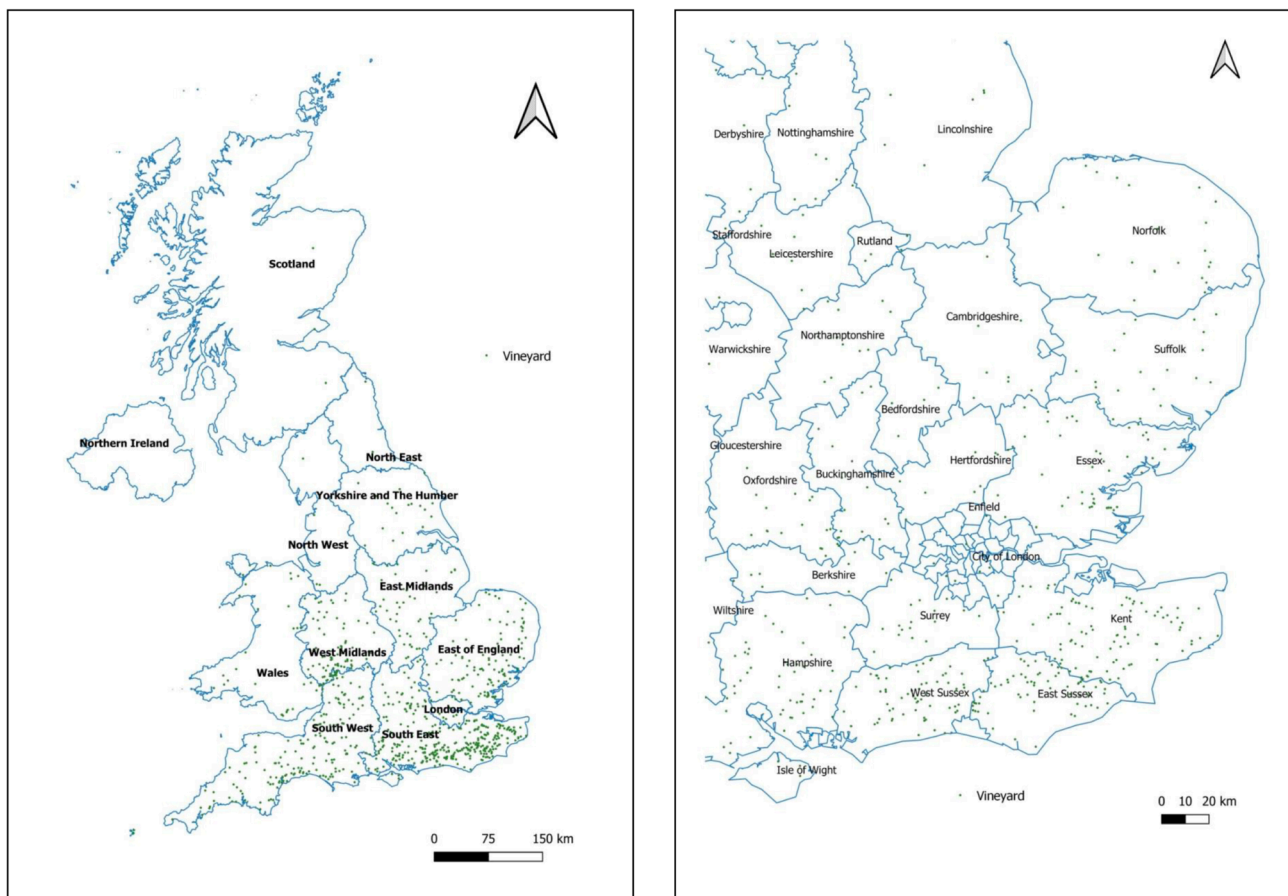 Scotland
Vineyard
Northern Ireland
North East
Yorkshire and The Humber
North West
East Midlands
West Midlands
East of England
Wales
London
South West
South East
0 75 150 km
Derbyshire
Nottinghamshire
Lincolnshire
Staffordshire
Leicestershire
Rutland
Norfolk
Northamptonshire
Cambridgeshire
Warwickshire
Suffolk
Bedfordshire
Gloucestershire
Oxfordshire
Buckinghamshire
Hertfordshire
Essex
Enfield
City of London
Berkshire
Wiltshire
Surrey
Kent
Hampshire
West Sussex
East Sussex
Isle of Wight
Vineyard
0 10 20 km